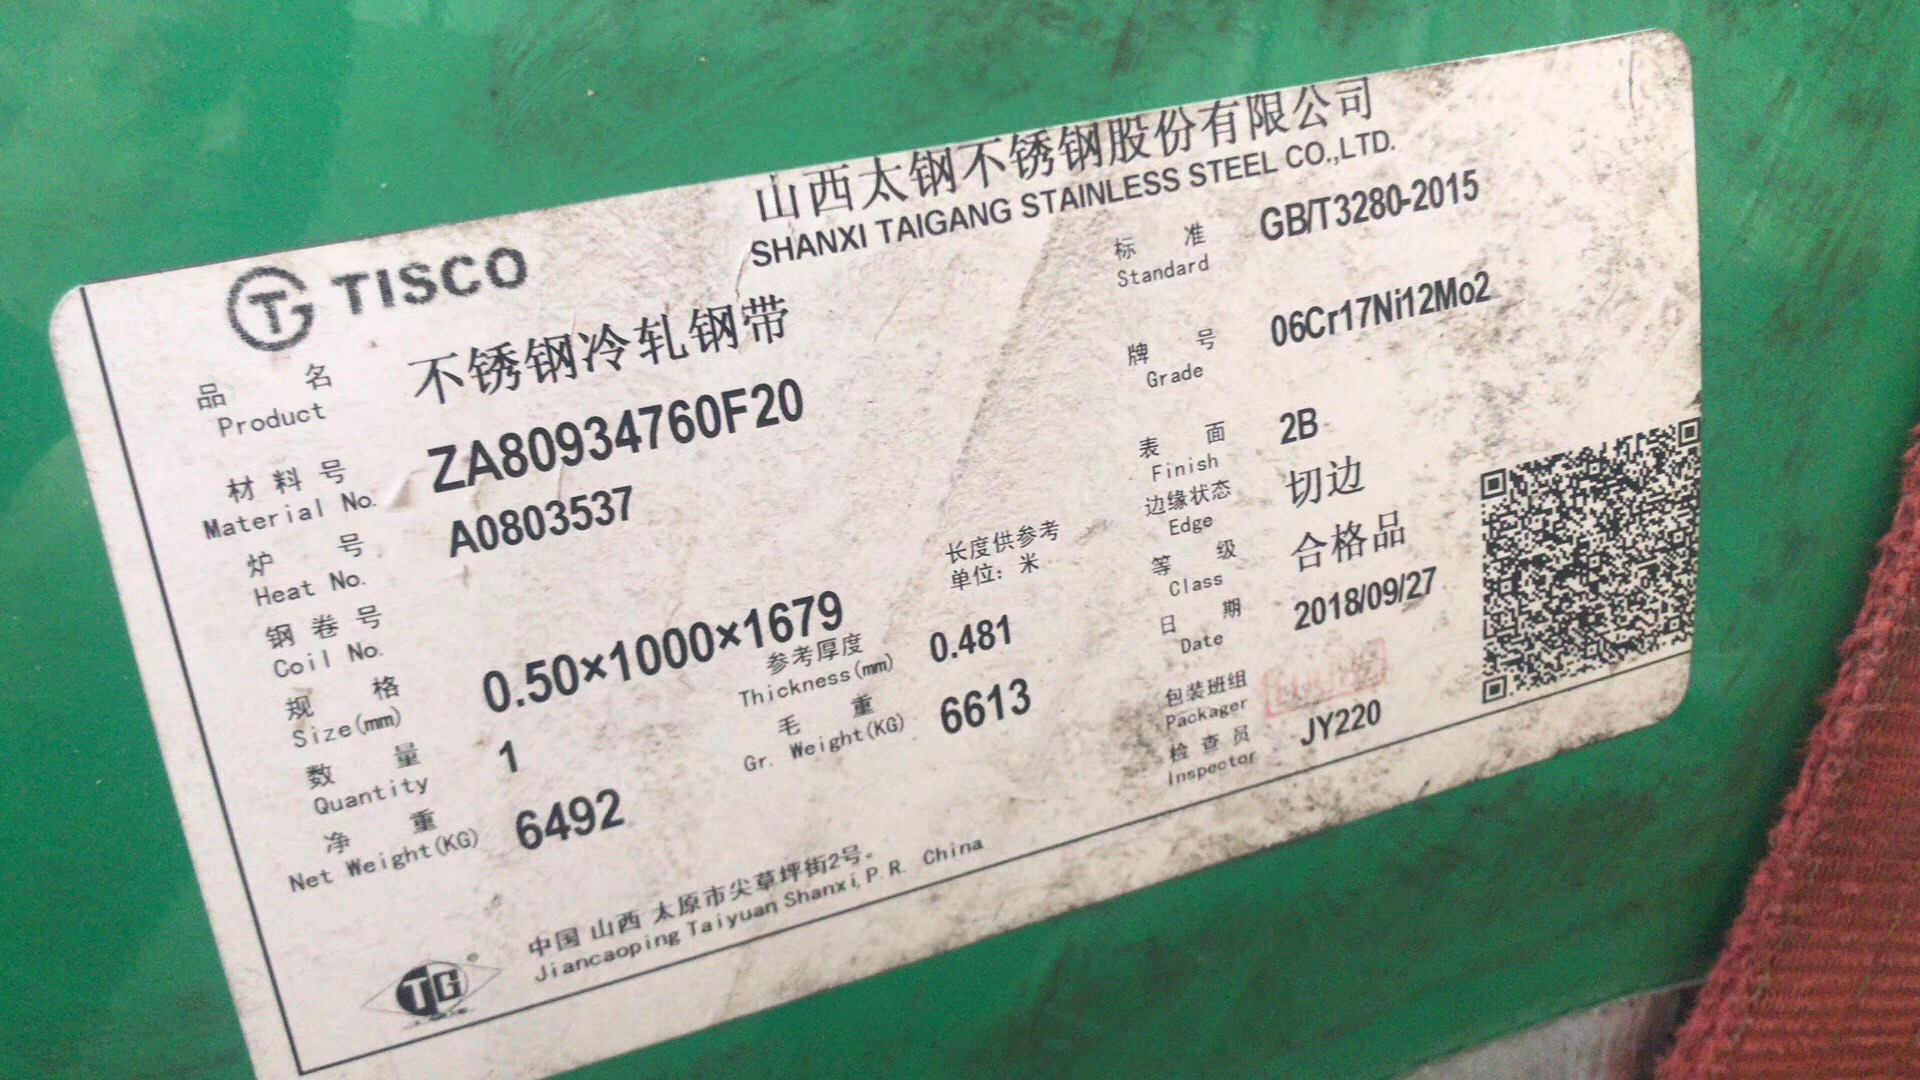 山西太钢不锈钢股份有限公司
SHANXI TAIGANG STAINLESS STEEL CO.,LTD.
TISCO
品名 不锈钢冷轧钢带
Product
材料号 ZA80934760F20
Material No.
炉号 A0803537
Heat No.
钢卷号
Coil No.
规格 0.50×1000×1679
Size(mm)
长度供参考
单位：米
参考厚度 0.481
Thickness(mm)
数量 1
Quantity
毛重 6613
Gr. Weight(KG)
净重 6492
Net Weight(KG)
标准 GB/T3280-2015
Standard
牌号 06Cr17Ni12Mo2
Grade
表面 2B
Finish
边缘状态 切边
Edge
等级 合格品
Class
日期 2018/09/27
Date
包装班组
Packager
检查员 JY220
Inspector
TG
中国 山西 太原市尖草坪街2号。
Jiancaoping Taiyuan Shanxi,P.R. China